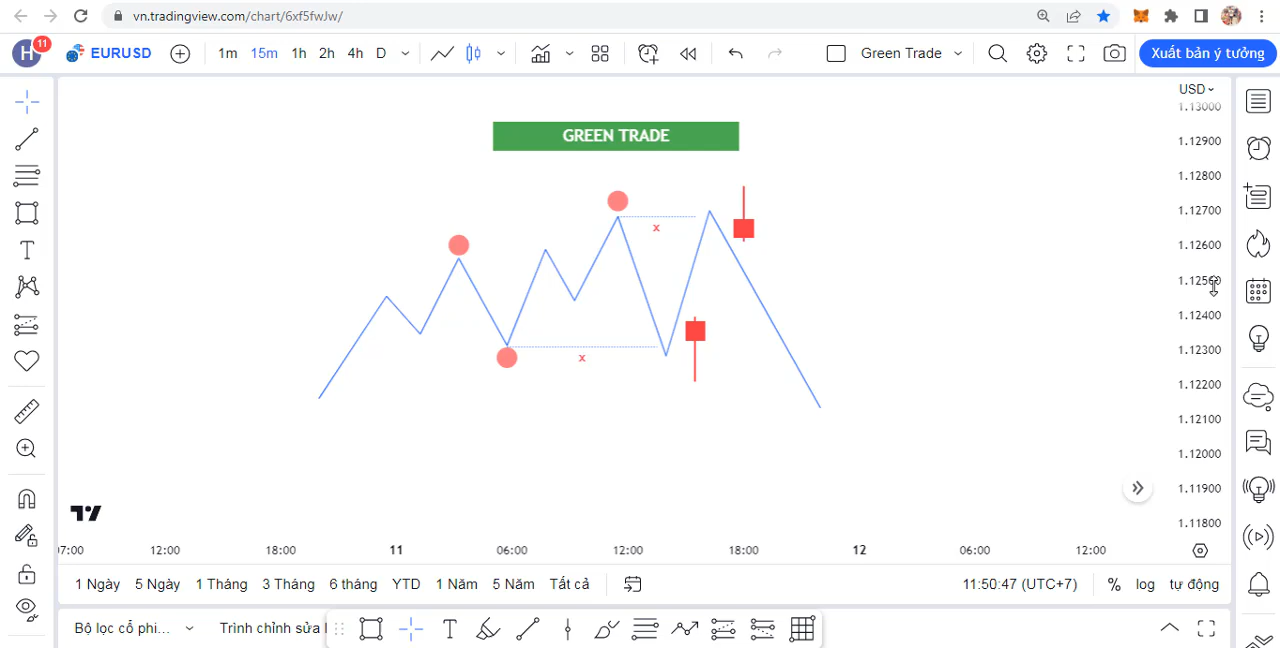 vn.tradingview.com/chart/6xf5fwJw/
H 11 EURUSD 1m 15m 1h 2h 4h D Green Trade Xuất bản ý tưởng
USD
1.13000
GREEN TRADE
1.12900
1.12800
1.12700
x
1.12600
1.12500
1.12400
1.12300
x
1.12200
1.12100
1.12000
1.11900
1.11800
07:00 12:00 18:00 11 06:00 12:00 18:00 12 06:00 12:00
1 Ngày 5 Ngày 1 Tháng 3 Tháng 6 tháng YTD 1 Năm 5 Năm Tất cả 11:50:47 (UTC+7) % log tự động
Bộ lọc cổ phi... Trình chỉnh sửa